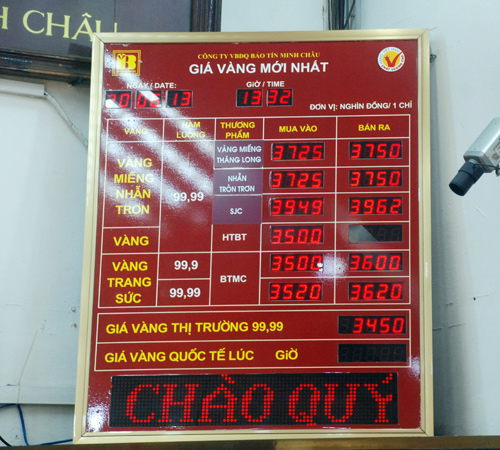 H CHÂU
CÔNG TY VBĐQ BẢO TÍN MINH CHÂU
GIÁ VÀNG MỚI NHẤT
NGÀY / DATE: GIỜ / TIME
13 13 32
ĐƠN VỊ: NGHÌN ĐỒNG/ 1 CHỈ
VÀNG HÀM LƯỢNG THƯƠNG PHẨM MUA VÀO BÁN RA
VÀNG MIẾNG NHẪN TRƠN 99,99 VÀNG MIẾNG THĂNG LONG 3725 3750
NHẪN TRÒN TRƠN 3725 3750
SJC 3949 3962
VÀNG HTBT 3500
VÀNG TRANG SỨC 99,9 BTMC 3500 3600
99,99 3520 3620
GIÁ VÀNG THỊ TRƯỜNG 99,99 3450
GIÁ VÀNG QUỐC TẾ LÚC GIỜ
CHÀO QUÝ